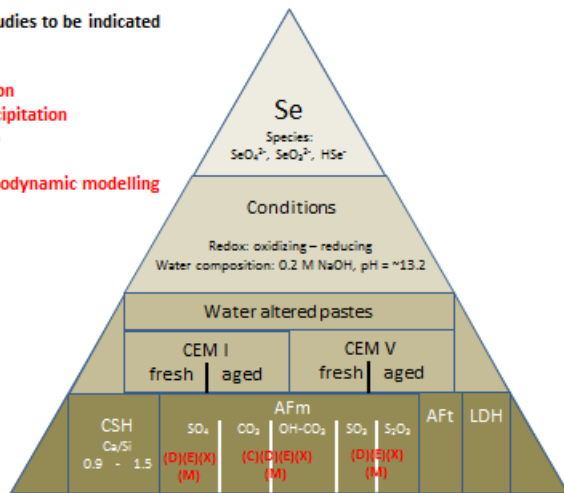 udies to be indicated
on
cipitation
odynamic modelling
Se
Species:
SeO₄²⁻, SeO₃²⁻, HSe⁻
Conditions
Redox: oxidizing – reducing
Water composition: 0.2 M NaOH, pH = ~13.2
Water altered pastes
CEM I CEM V
fresh aged fresh aged
AFm AFt LDH
CSH SO₄ CO₃ OH-CO₃ SO₃ S₂O₃
Ca/Si
0.9 - 1.5
(D)(E)(X) (C)(D)(E)(X) (D)(E)(X)
(M) (M) (M)